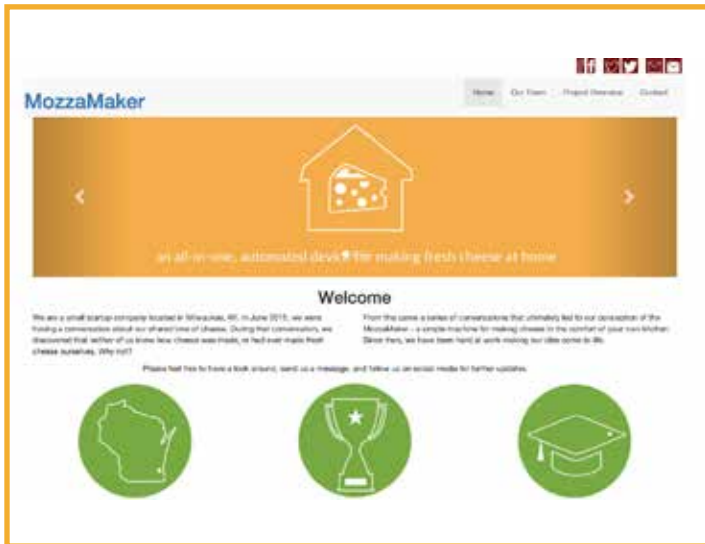 MozzaMaker
Home Our Team Project Overview Contact
an all-in-one, automated device for making fresh cheese at home
Welcome
We are a small startup company located in Milwaukee, WI. In June 2015, we were
having a conversation about our shared love of cheese. During that conversation, we
discovered that neither of us knew how cheese was made, or had ever made fresh
cheese ourselves. Why not?
From this came a series of conversations that ultimately led to our conception of the
MozzaMaker - a simple machine for making cheese in the comfort of your own kitchen.
Since then, we have been hard at work making our idea come to life.
Please feel free to have a look around, send us a message, and follow us on social media for further updates.